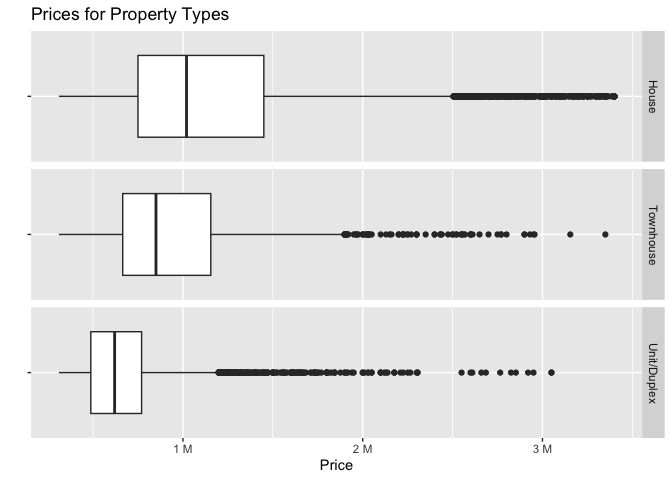 Prices for Property Types
House
Townhouse
Unit/Duplex
1 M 2 M 3 M
Price